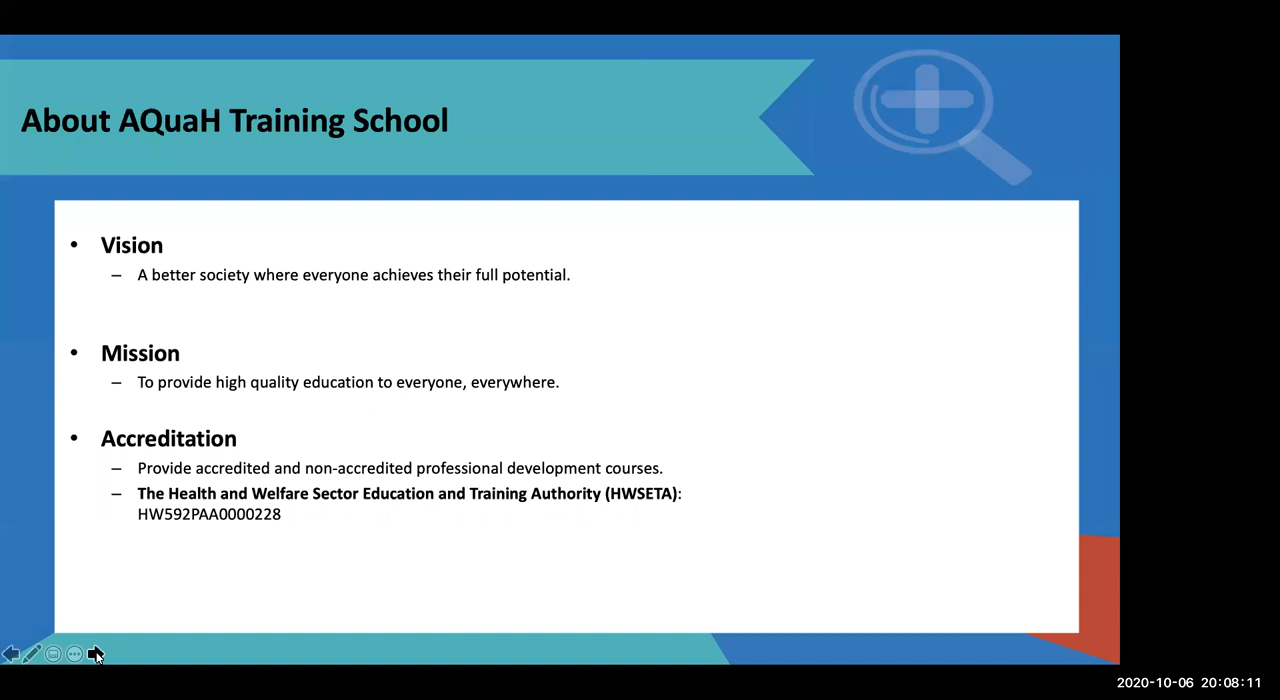 About AQuaH Training School
• Vision
– A better society where everyone achieves their full potential.
• Mission
– To provide high quality education to everyone, everywhere.
• Accreditation
– Provide accredited and non-accredited professional development courses.
– The Health and Welfare Sector Education and Training Authority (HWSETA):
HW592PAA0000228
2020-10-06 20:08:11